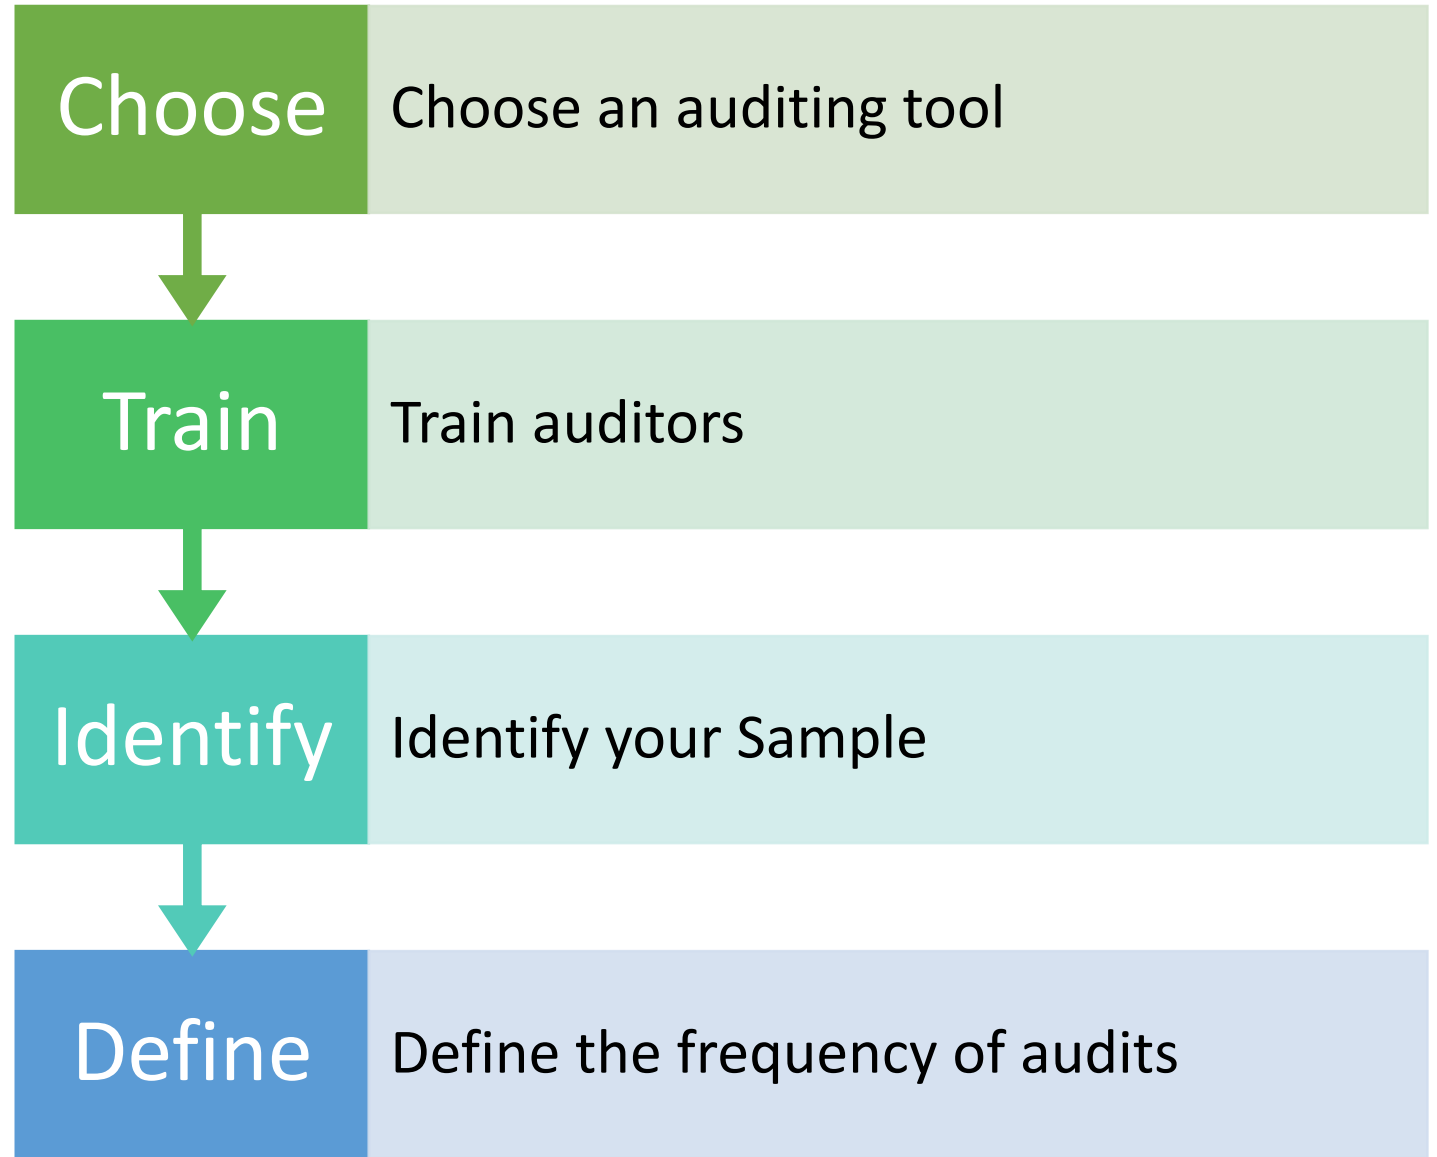 Choose
Choose an auditing tool
Train
Train auditors
Identify
Identify your Sample
Define
Define the frequency of audits